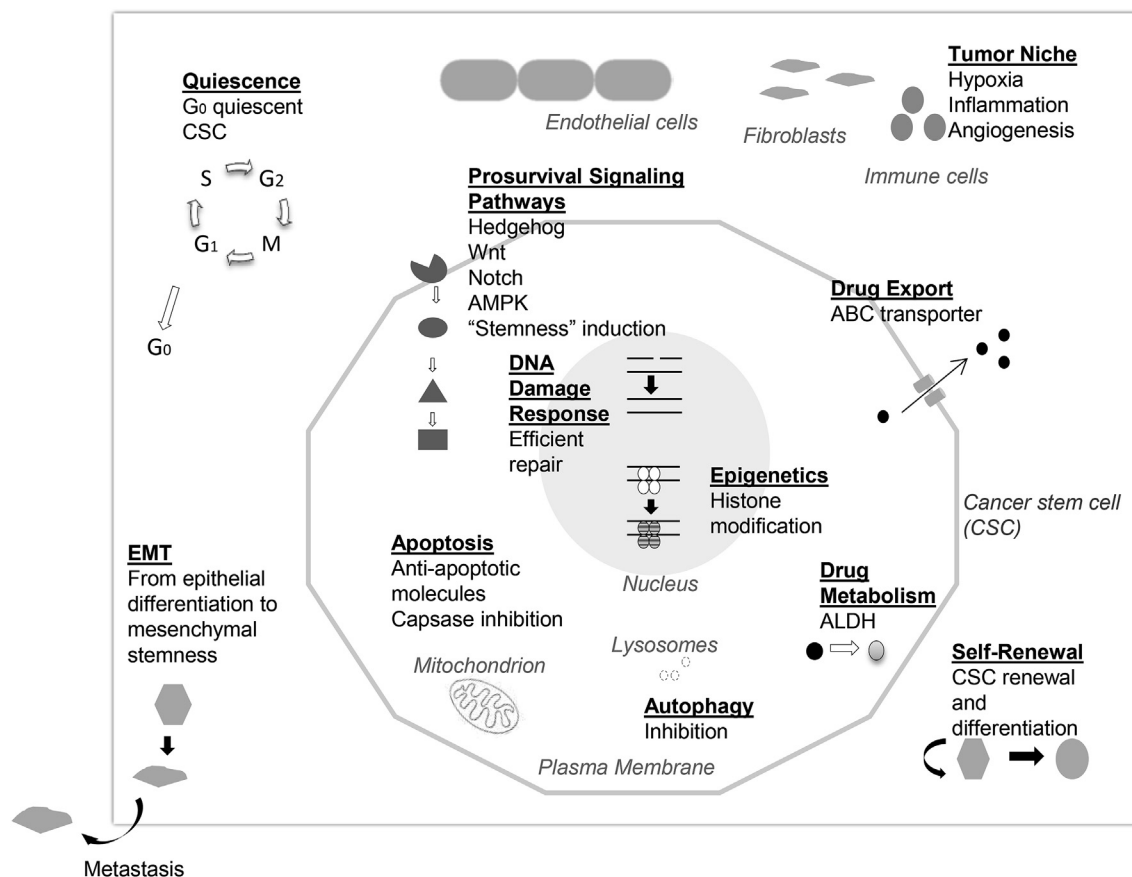 Tumor Niche
Hypoxia
Inflammation
Angiogenesis
Quiescence
G0 quiescent
CSC
S
G2
G1
M
G0
Endothelial cells
Fibroblasts
Immune cells
Prosurvival Signaling
Pathways
Hedgehog
Wnt
Notch
AMPK
“Stemness” induction
Drug Export
ABC transporter
DNA
Damage
Response
Efficient
repair
Epigenetics
Histone
modification
Cancer stem cell
(CSC)
Nucleus
EMT
From epithelial
differentiation to
mesenchymal
stemness
Apoptosis
Anti-apoptotic
molecules
Capsase inhibition
Mitochondrion
Lysosomes
Autophagy
Inhibition
Drug
Metabolism
ALDH
Self-Renewal
CSC renewal
and
differentiation
Plasma Membrane
Metastasis